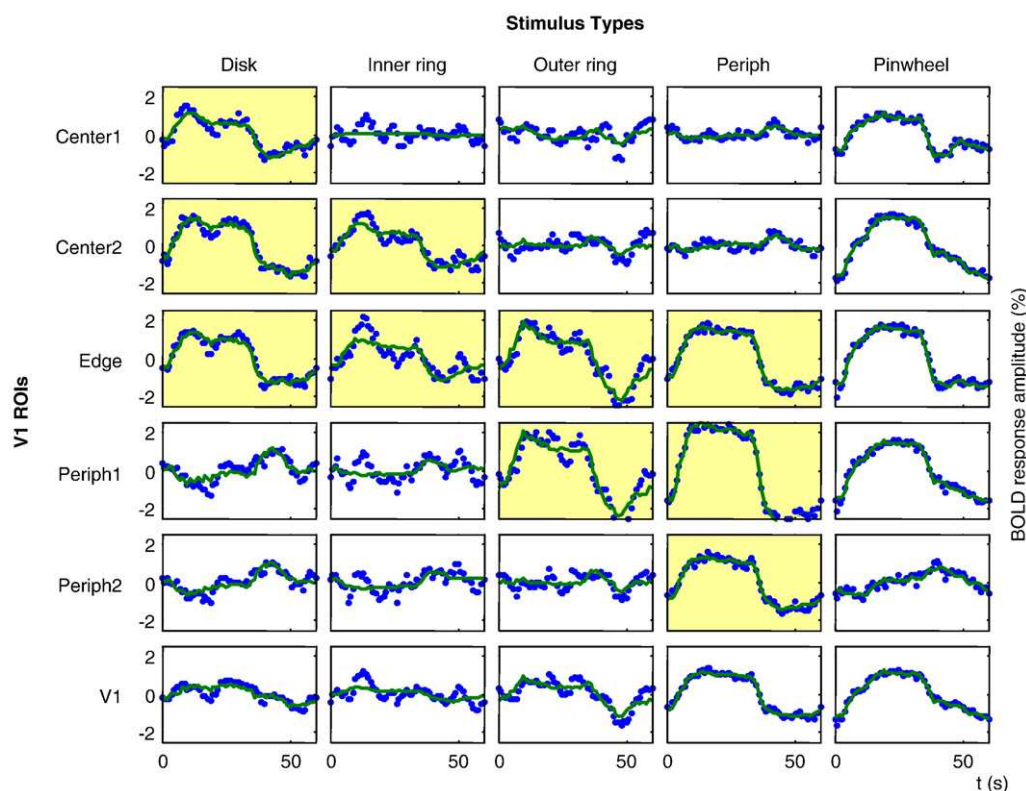 Stimulus Types
Disk Inner ring Outer ring Periph Pinwheel
2
Center1 0
-2
2
Center2 0
-2
2
Edge 0
-2
2
Periph1 0
-2
2
Periph2 0
-2
2
V1 0
-2
0 50 0 50 0 50 0 50 0 50
t (s)
V1 ROIs
BOLD response amplitude (%)